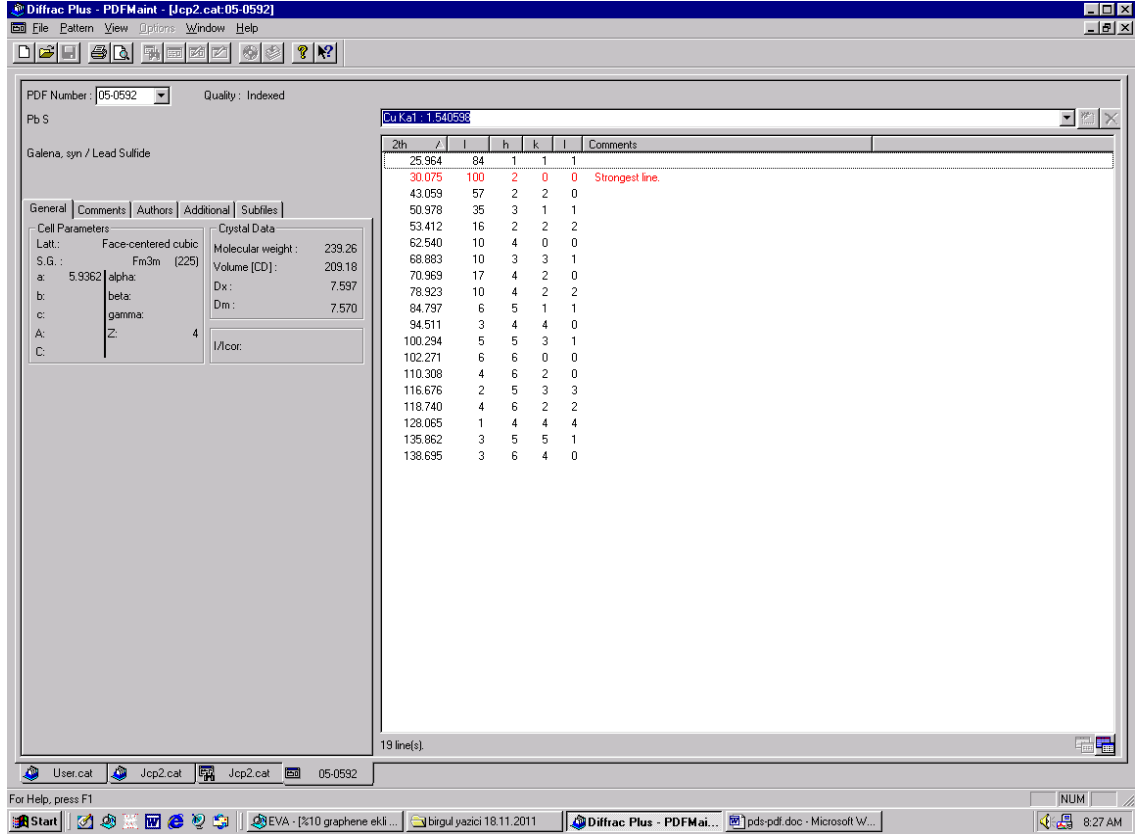 Diffrac Plus - PDFMaint - [Jcp2.cat:05-0592]
File Pattern View Options Window Help
PDF Number : 05-0592 Quality : Indexed
Pb S
Galena, syn / Lead Sulfide
General Comments Authors Additional Subfiles
Cell Parameters
Latt.: Face-centered cubic
S.G. : Fm3m (225)
a: 5.9362 alpha:
b: beta:
c: gamma:
A: Z: 4
C:
Crystal Data
Molecular weight : 239.26
Volume [CD] : 209.18
Dx : 7.597
Dm : 7.570
I/Icor:
Cu Ka1 : 1.540598
2th / I h k l Comments
25.964 84 1 1 1
30.075 100 2 0 0 Strongest line.
43.059 57 2 2 0
50.978 35 3 1 1
53.412 16 2 2 2
62.540 10 4 0 0
68.883 10 3 3 1
70.969 17 4 2 0
78.923 10 4 2 2
84.797 6 5 1 1
94.511 3 4 4 0
100.294 5 5 3 1
102.271 6 6 0 0
110.308 4 6 2 0
116.676 2 5 3 3
118.740 4 6 2 2
128.065 1 4 4 4
135.862 3 5 5 1
138.695 3 6 4 0
19 line(s).
User.cat Jcp2.cat Jcp2.cat 05-0592
For Help, press F1 NUM
Start EVA - [%10 graphene ekli ... birgul yazici 18.11.2011 Diffrac Plus - PDFMai... pds-pdf.doc - Microsoft W... 8:27 AM